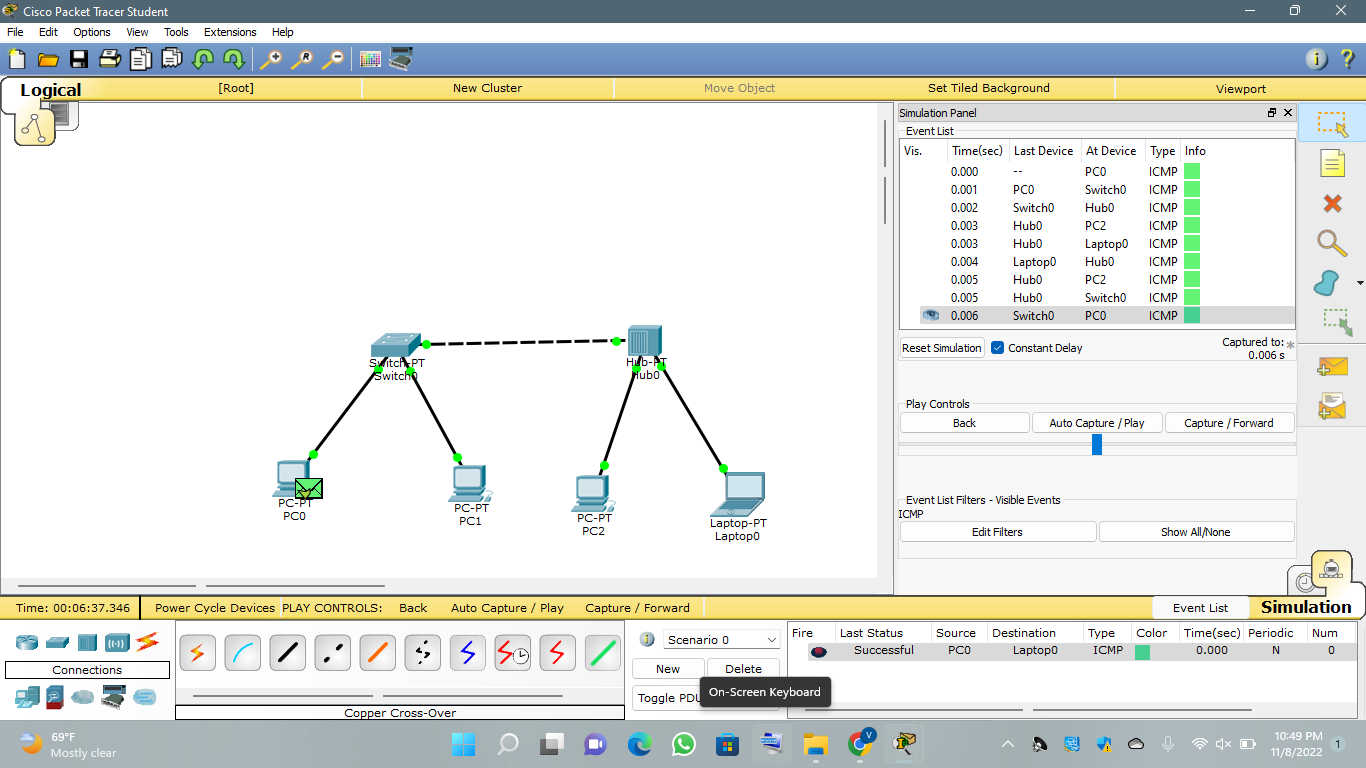 Cisco Packet Tracer Student
File Edit Options View Tools Extensions Help
Logical [Root] New Cluster Move Object Set Tiled Background Viewport
Simulation Panel
Event List
Vis. Time(sec) Last Device At Device Type Info
0.000 -- PC0 ICMP
0.001 PC0 Switch0 ICMP
0.002 Switch0 Hub0 ICMP
0.003 Hub0 PC2 ICMP
0.003 Hub0 Laptop0 ICMP
0.004 Laptop0 Hub0 ICMP
0.005 Hub0 PC2 ICMP
0.005 Hub0 Switch0 ICMP
0.006 Switch0 PC0 ICMP
Reset Simulation Constant Delay Captured to: *
0.006 s
Play Controls
Back Auto Capture / Play Capture / Forward
Event List Filters - Visible Events
ICMP
Edit Filters Show All/None
Switch-PT
Switch0
Hub-PT
Hub0
PC-PT
PC0
PC-PT
PC1
PC-PT
PC2
Laptop-PT
Laptop0
Time: 00:06:37.346 Power Cycle Devices PLAY CONTROLS: Back Auto Capture / Play Capture / Forward Event List Simulation
Connections
Copper Cross-Over
Scenario 0
New Delete
Toggle PDU
On-Screen Keyboard
Fire Last Status Source Destination Type Color Time(sec) Periodic Num
Successful PC0 Laptop0 ICMP 0.000 N 0
69°F
Mostly clear
V
10:49 PM
11/8/2022
1